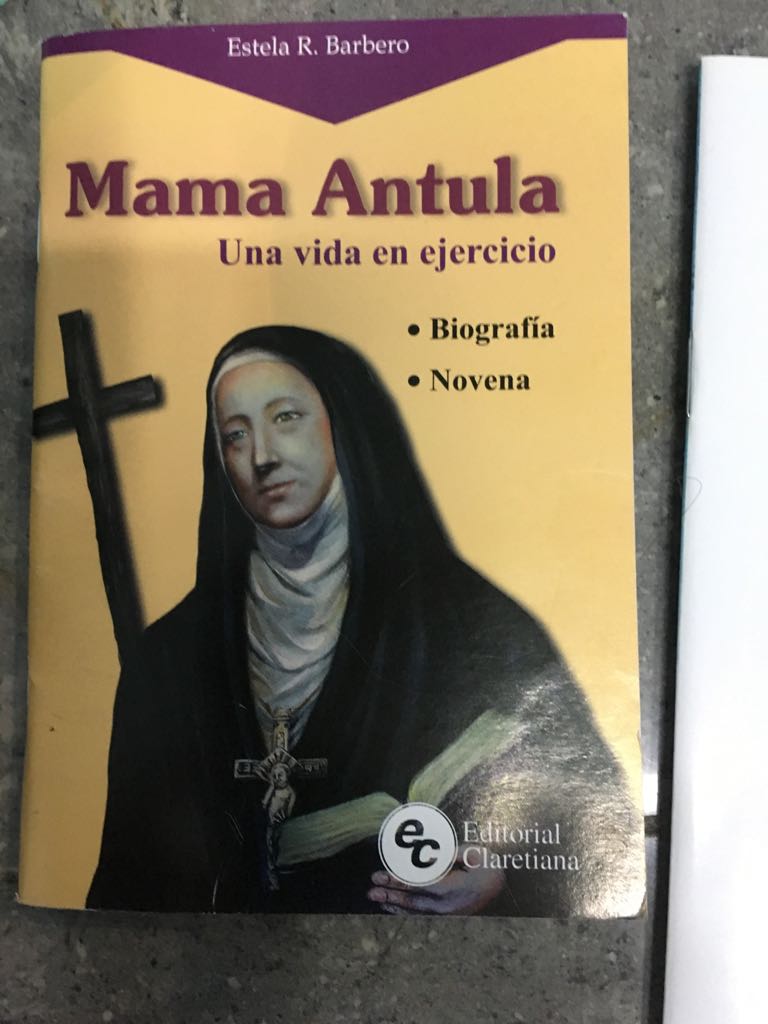 Estela R. Barbero
Mama Antula
Una vida en ejercicio
• Biografía
• Novena
ec
Editorial
Claretiana